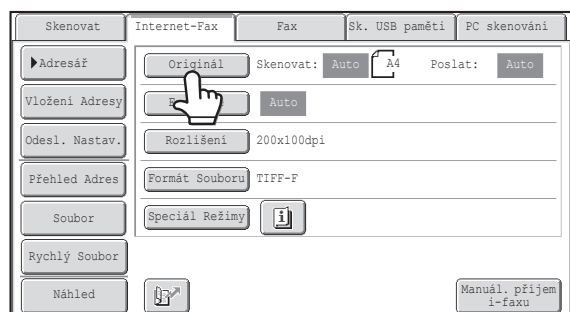 Skenovat Internet-Fax Fax Sk. USB paměti PC skenování
Adresář
Originál Skenovat: Auto A4 Poslat: Auto
Vložení Adresy
Auto
Odesl. Nastav.
Rozlišení 200x100dpi
Přehled Adres
Formát Souboru TIFF-F
Soubor
Speciál Režimy
Rychlý Soubor
Náhled
Manuál. příjem
i-faxu